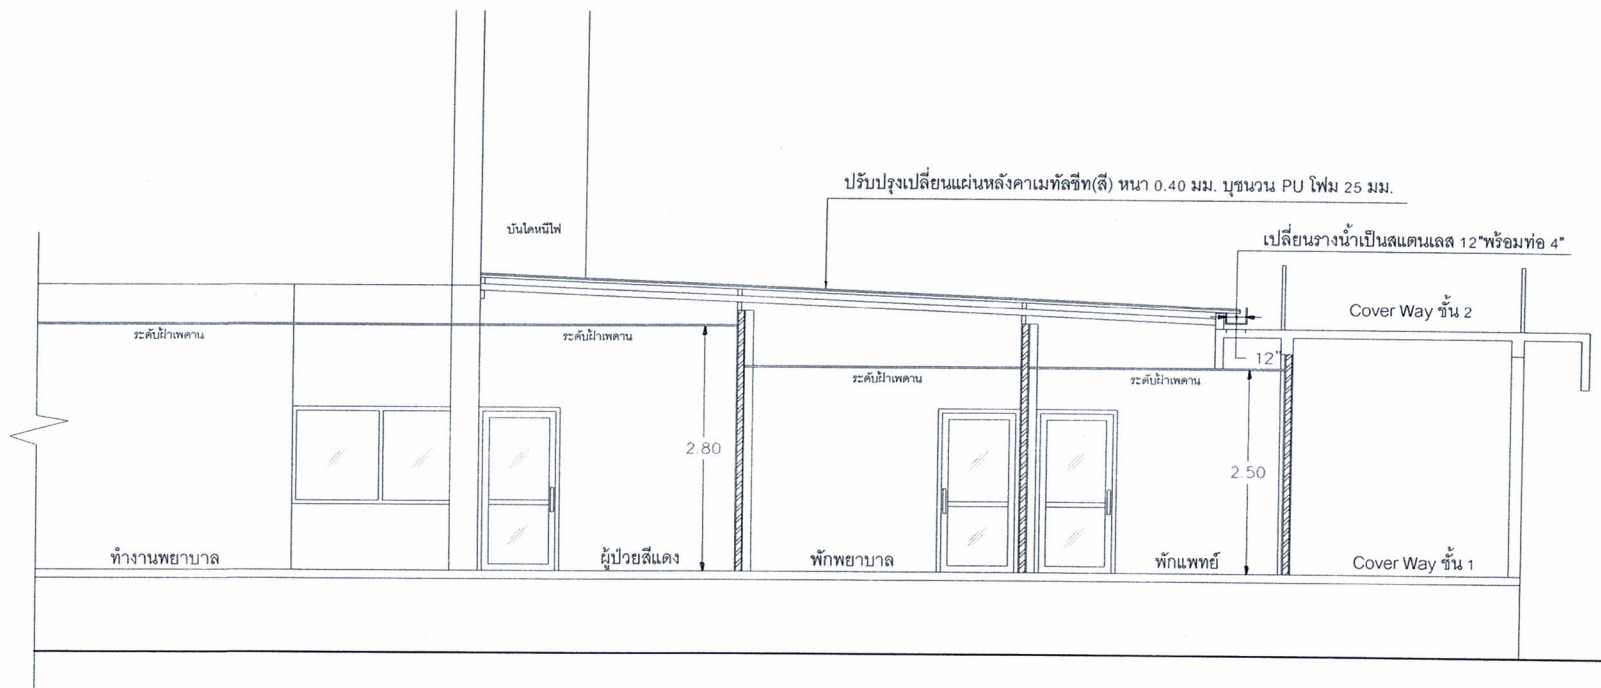 ปรับปรุงเปลี่ยนแผ่นหลังคาเมทัลชีท(สี) หนา 0.40 มม. บุชนวน PU โฟม 25 มม.
บันไดหนีไฟ
เปลี่ยนรางน้ำเป็นสแตนเลส 12"พร้อมท่อ 4"
Cover Way ชั้น 2
ระดับฝ้าเพดาน
ระดับฝ้าเพดาน
12"
ระดับฝ้าเพดาน
ระดับฝ้าเพดาน
2.80
2.50
ทำงานพยาบาล
ผู้ป่วยสีแดง
พักพยาบาล
พักแพทย์
Cover Way ชั้น 1